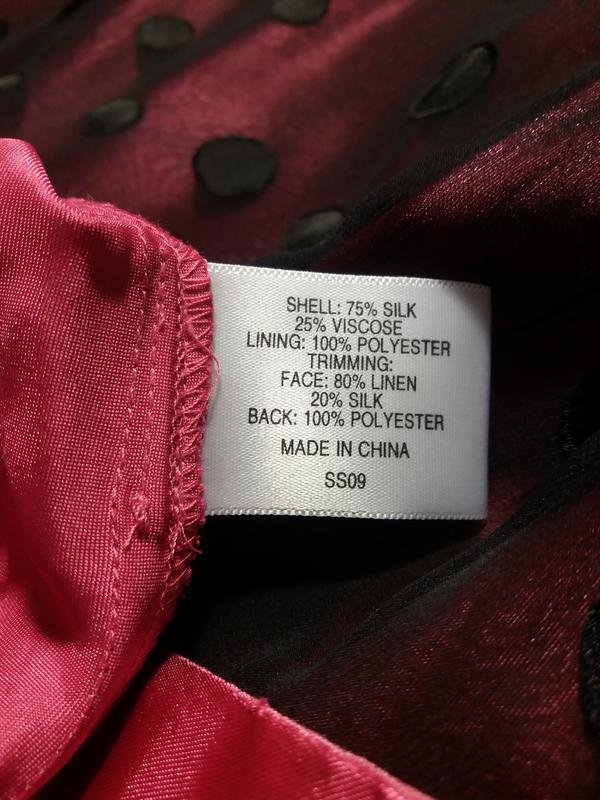 SHELL: 75% SILK
25% VISCOSE
LINING: 100% POLYESTER
TRIMMING:
FACE: 80% LINEN
20% SILK
BACK: 100% POLYESTER
MADE IN CHINA
SS09